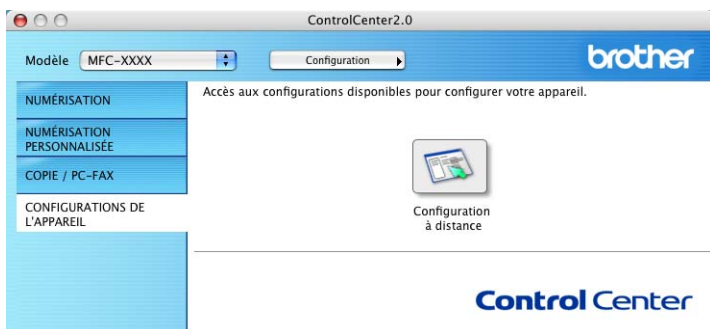 ControlCenter2.0
Modèle MFC-XXXX Configuration brother
NUMÉRISATION
NUMÉRISATION
PERSONNALISÉE
COPIE / PC-FAX
CONFIGURATIONS DE
L'APPAREIL
Accès aux configurations disponibles pour configurer votre appareil.
Configuration
à distance
Control Center